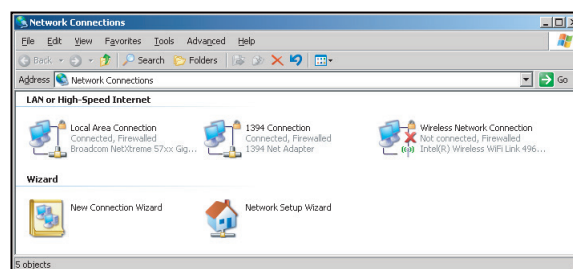 Network Connections
File Edit View Favorites Tools Advanced Help
Back Search Folders
Address Network Connections Go
LAN or High-Speed Internet
Local Area Connection
Connected, Firewalled
Broadcom NetXtreme 57xx Gig...
1394 Connection
Connected, Firewalled
1394 Net Adapter
Wireless Network Connection
Not connected, Firewalled
Intel(R) Wireless WiFi Link 496...
Wizard
New Connection Wizard
Network Setup Wizard
5 objects